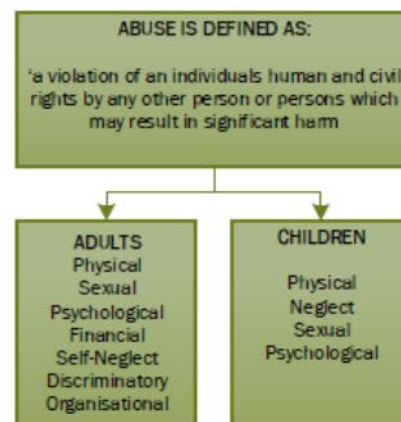 ABUSE IS DEFINED AS:
'a violation of an individuals human and civil
rights by any other person or persons which
may result in significant harm
ADULTS
Physical
Sexual
Psychological
Financial
Self-Neglect
Discriminatory
Organisational
CHILDREN
Physical
Neglect
Sexual
Psychological